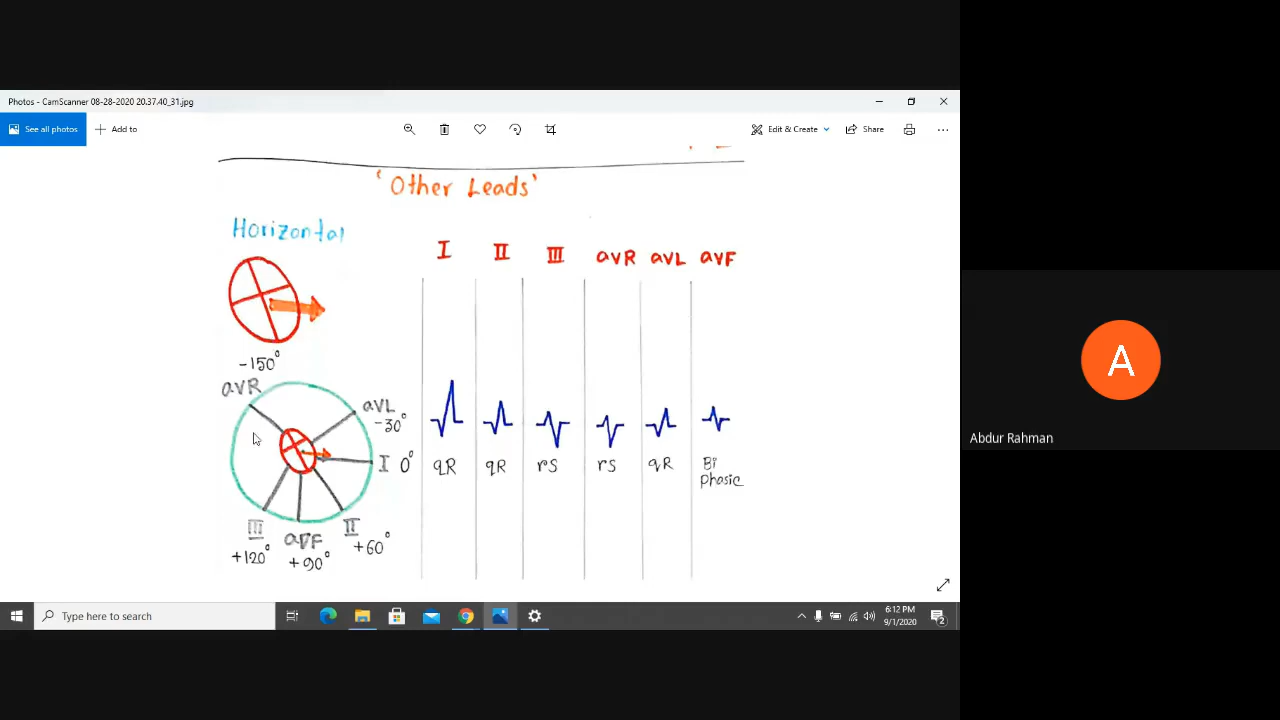 Photos - CamScanner 08-28-2020 20.37.40_31.jpg
See all photos
Add to
Edit & Create
Share
'Other Leads'
Horizontal
I II III avR avL avF
-150°
avR
avL
-30°
I 0°
II
+60°
avF
+90°
III
+120°
qR qR rS rS qR Bi phasic
A
Abdur Rahman
Type here to search
6:12 PM
9/1/2020
2